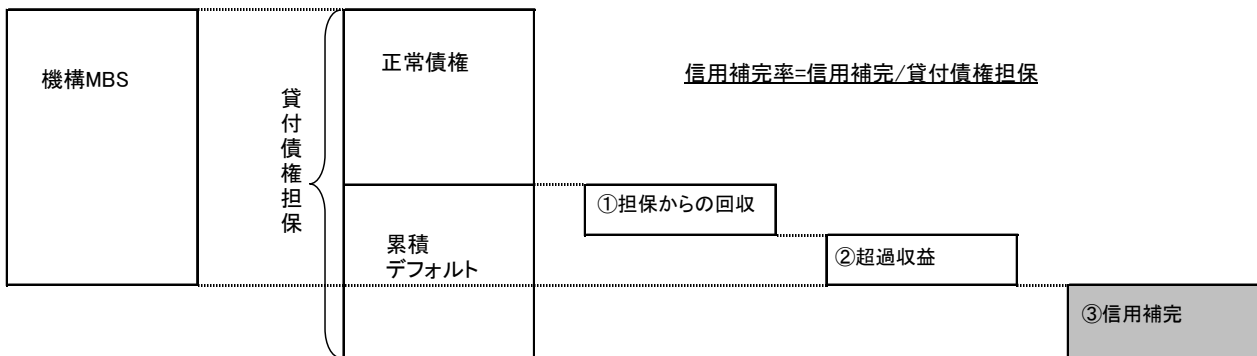 機構MBS
貸付債権担保
正常債権
信用補完率=信用補完/貸付債権担保
累積
デフォルト
①担保からの回収
②超過収益
③信用補完